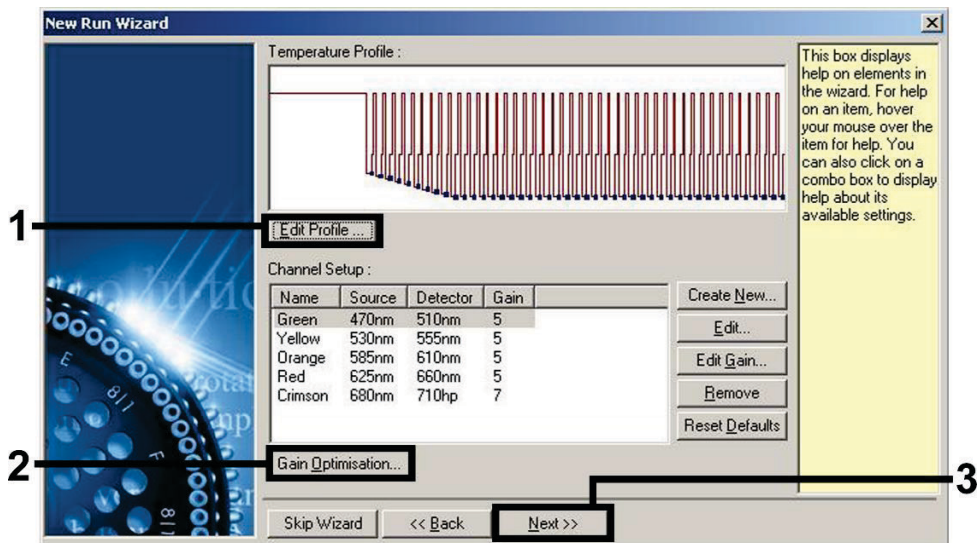 New Run Wizard
Temperature Profile :
This box displays
help on elements in
the wizard. For help
on an item, hover
your mouse over the
item for help. You
can also click on a
combo box to display
help about its
available settings.
1
Edit Profile ...
Channel Setup :
Name Source Detector Gain
Green 470nm 510nm 5
Yellow 530nm 555nm 5
Orange 585nm 610nm 5
Red 625nm 660nm 5
Crimson 680nm 710hp 7
Create New...
Edit...
Edit Gain...
Remove
Reset Defaults
2
Gain Optimisation...
3
Skip Wizard
<< Back
Next >>